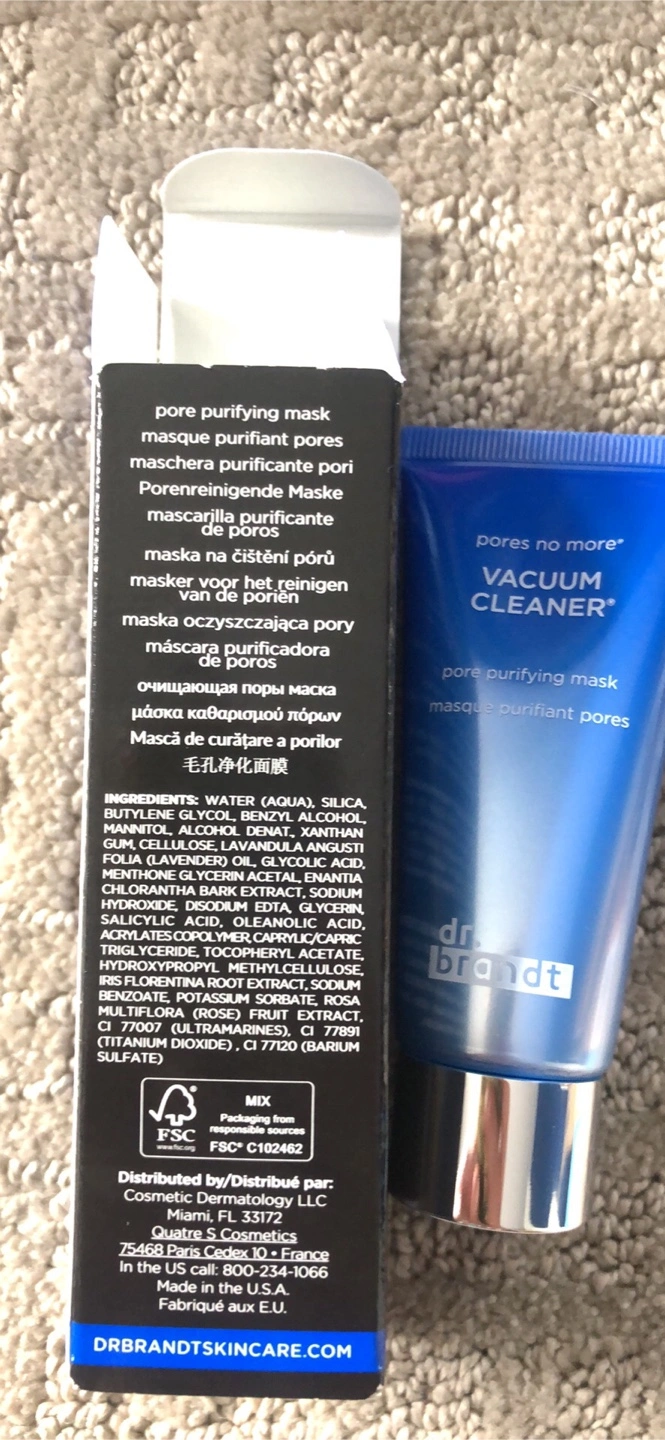 pore purifying mask
masque purifiant pores
maschera purificante pori
Porenreinigende Maske
mascarilla purificante
de poros
maska na čištění pórů
masker voor het reinigen
van de poriën
maska oczyszczająca pory
máscara purificadora
de poros
очищающая поры маска
μάσκα καθαρισμού πόρων
Mască de curățare a porilor
毛孔净化面膜
INGREDIENTS: WATER (AQUA), SILICA,
BUTYLENE GLYCOL, BENZYL ALCOHOL,
MANNITOL, ALCOHOL DENAT., XANTHAN
GUM, CELLULOSE, LAVANDULA ANGUSTI
FOLIA (LAVENDER) OIL, GLYCOLIC ACID,
MENTHONE GLYCERIN ACETAL, ENANTIA
CHLORANTHA BARK EXTRACT, SODIUM
HYDROXIDE, DISODIUM EDTA, GLYCERIN,
SALICYLIC ACID, OLEANOLIC ACID,
ACRYLATES COPOLYMER, CAPRYLIC/CAPRIC
TRIGLYCERIDE, TOCOPHERYL ACETATE,
HYDROXYPROPYL METHYLCELLULOSE,
IRIS FLORENTINA ROOT EXTRACT, SODIUM
BENZOATE, POTASSIUM SORBATE, ROSA
MULTIFLORA (ROSE) FRUIT EXTRACT,
CI 77007 (ULTRAMARINES), CI 77891
(TITANIUM DIOXIDE) , CI 77120 (BARIUM
SULFATE)
FSC®
www.fsc.org
MIX
Packaging from
responsible sources
FSC® C102462
Distributed by/Distribué par:
Cosmetic Dermatology LLC
Miami, FL 33172
Quatre S Cosmetics
75468 Paris Cedex 10 • France
In the US call: 800-234-1066
Made in the U.S.A.
Fabriqué aux E.U.
DRBRANDTSKINCARE.COM
pores no more®
VACUUM
CLEANER®
pore purifying mask
masque purifiant pores
dr.
brandt